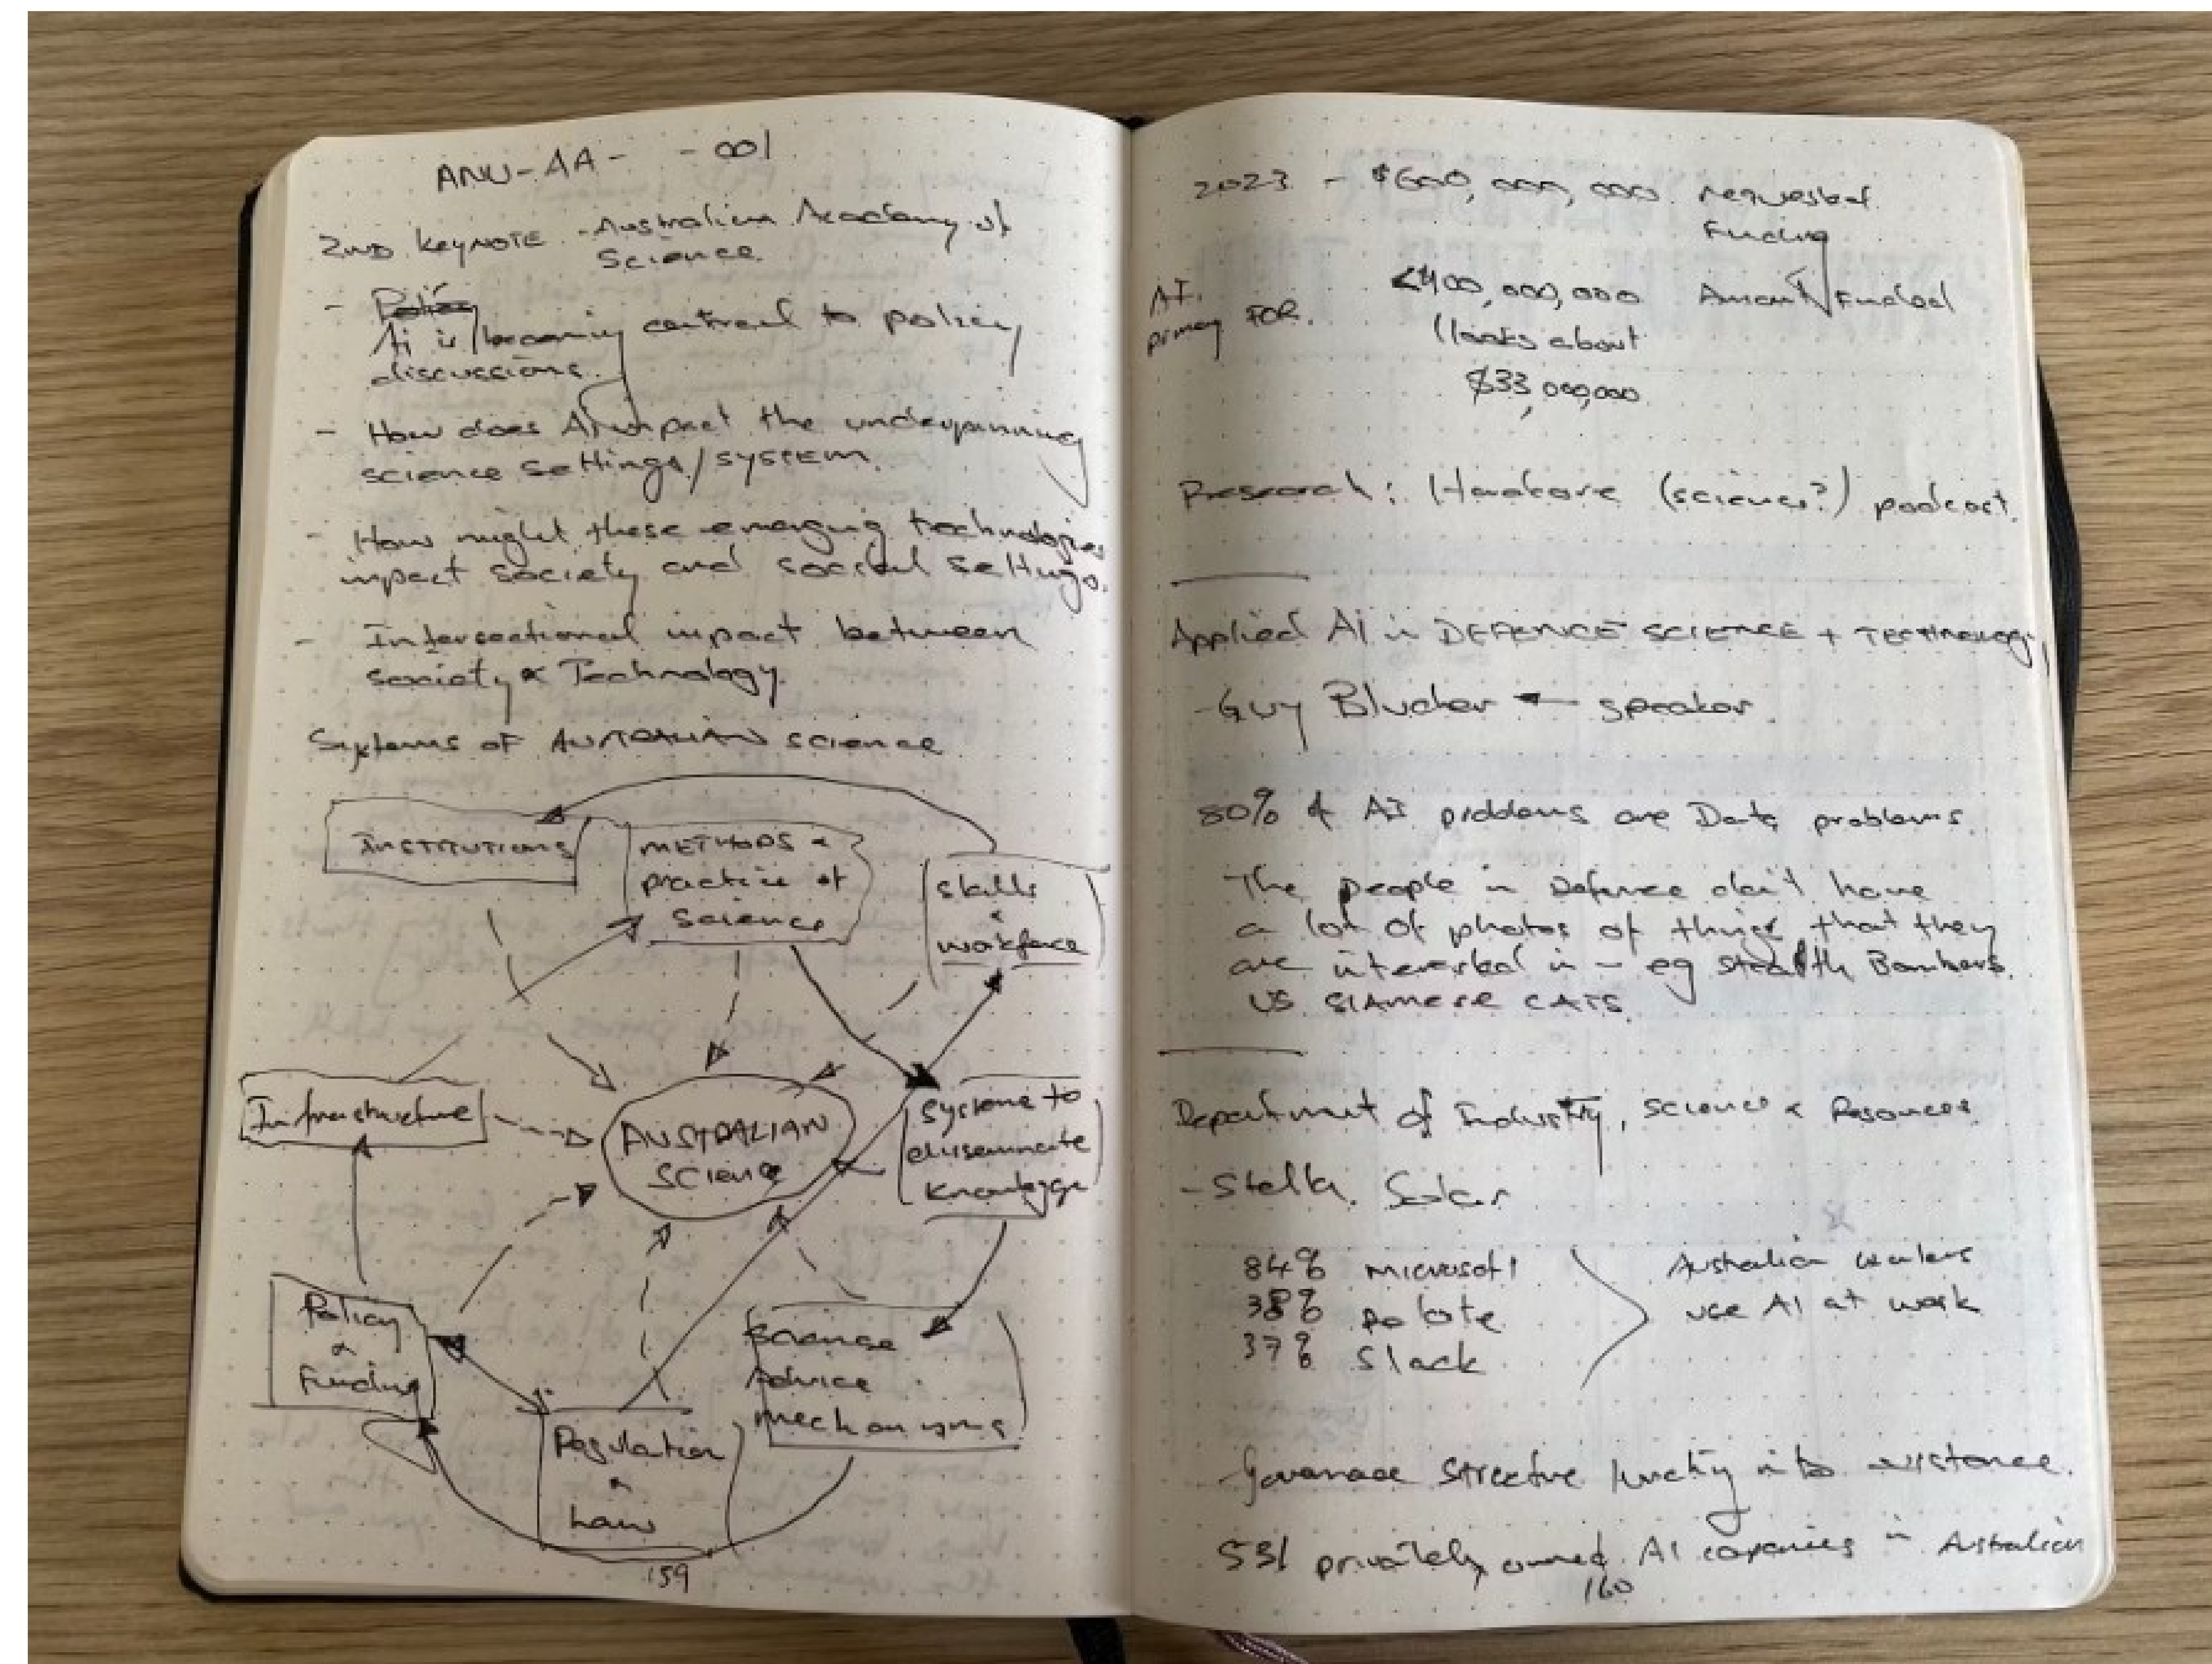 ANU-AA- -001
2ND KEYNOTE - Australian Academy of
Science
- Policy
Ai is becoming central to policy
discussions.
- How does AI impact the underpinning
science settings/system.
- How might these emerging technologies
impact society and social settings.
- Intersectional impact between
society & Technology.
Systems of AUSTRALIAN science
INSTITUTIONS
METHODS &
practice of
science
skills
&
workforce
Infrastructure
AUSTRALIAN
Science
Systems to
disseminate
knowledge
Policy
&
Funding
Regulation
&
Law
Science
Advice
mechanisms
159
2023 - $600,000,000 requested
Funding
A.I.
primary FOR.
<400,000,000 Amount Funded
(looks about
$33,000,000
Research: Hardcore (science?) podcast.
Applied AI in DEFENCE SCIENCE + TECHNOLOGY
- Guy Blucher ← speaker
80% of AI problems are Data problems.
The people in Defence don't have
a lot of photos of things that they
are interested in - eg stealth Bombers.
VS SIAMESE CATS
Department of Industry, Science & Resources
- Stella Solar
84% Microsoft
38% Deloitte
37% Slack
Australian workers
use AI at work
- Governance Structure into existence.
privately owned AI companies in Australian
160